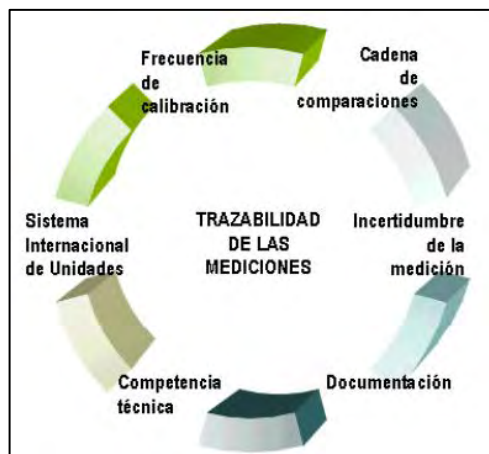 Frecuencia
de
calibración
Cadena
de
comparaciones
Sistema
Internacional
de Unidades
TRAZABILIDAD
DE LAS
MEDICIONES
Incertidumbre
de la
medición
Competencia
técnica
Documentación